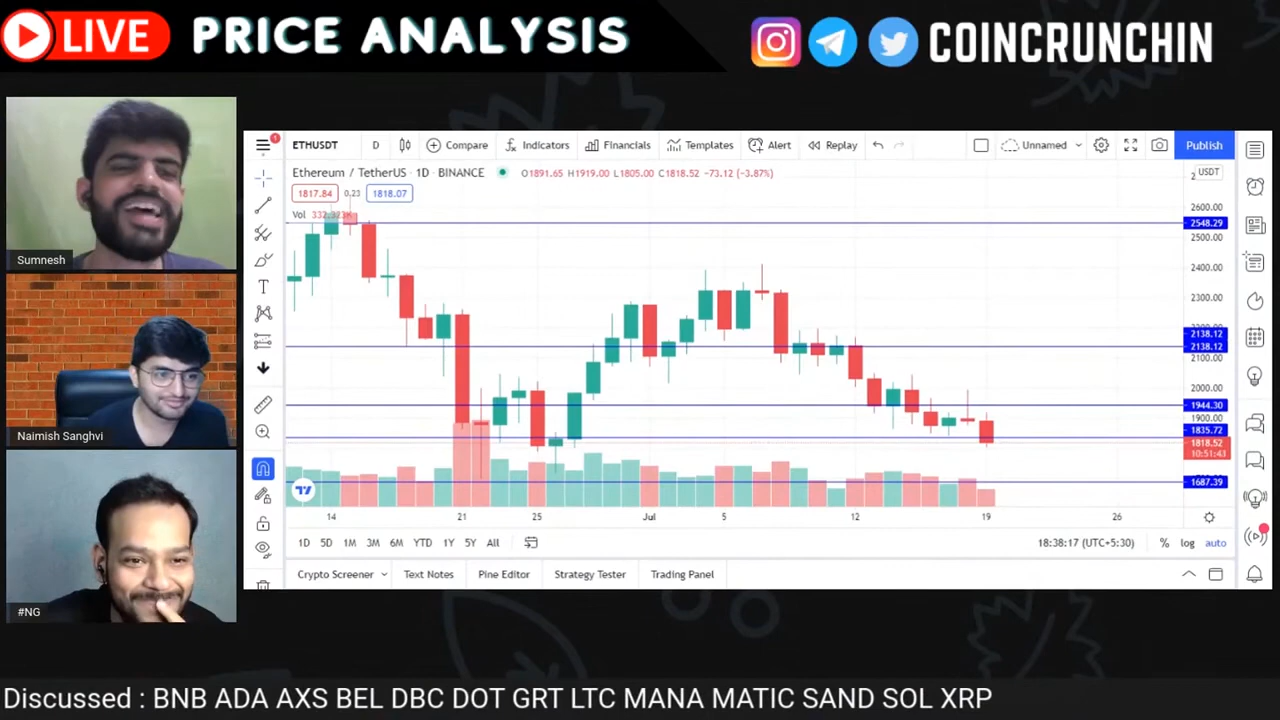 LIVE PRICE ANALYSIS COINCRUNCHIN
Sumnesh
Naimish Sanghvi
#NG
1
ETHUSDT D Compare Indicators Financials Templates Alert Replay Unnamed Publish
Ethereum / TetherUS · 1D · BINANCE O1891.65 H1919.00 L1805.00 C1818.52 −73.12 (−3.87%)
1817.84 0.23 1818.07
Vol
USDT
2600.00
2548.29
2500.00
2400.00
2300.00
2138.12
2138.12
2100.00
2000.00
1944.30
1900.00
1835.72
1818.52
10:51:43
1687.39
14 21 25 Jul 5 12 19 26
1D 5D 1M 3M 6M YTD 1Y 5Y All 18:38:17 (UTC+5:30) % log auto
Crypto Screener Text Notes Pine Editor Strategy Tester Trading Panel
Discussed : BNB ADA AXS BEL DBC DOT GRT LTC MANA MATIC SAND SOL XRP